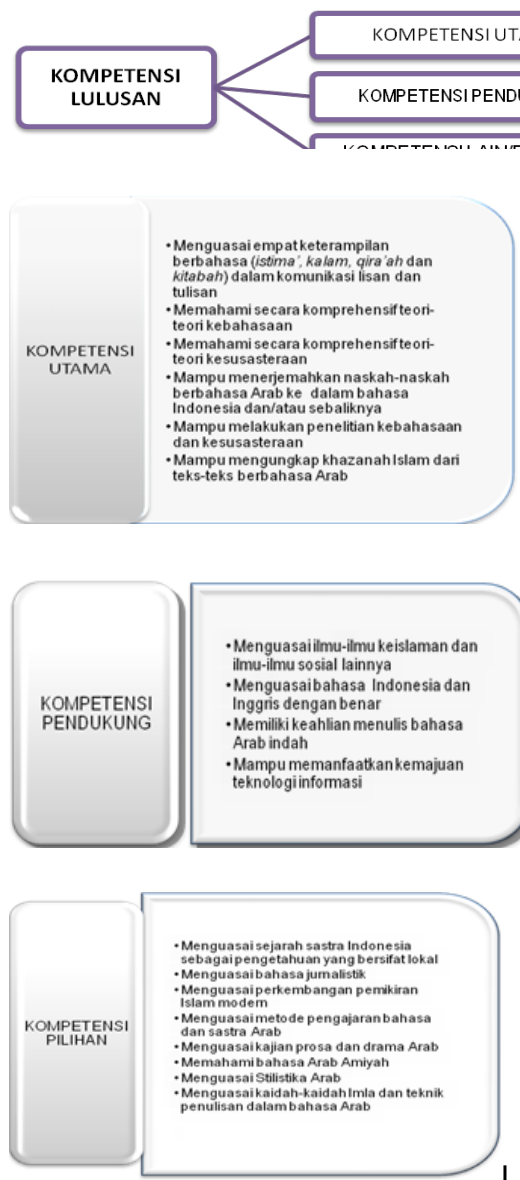 KOMPETENSI
LULUSAN
KOMPETENSI
KOMPETENSI
KOMPETENSI
UTAMA
• Menguasai empat keterampilan
berbahasa (istima', kalam, qira'ah dan
kitabah) dalam komunikasi lisan dan
tulisan
• Memahami secara komprehensif teori-
teori kebahasaan
• Memahami secara komprehensif teori-
teori kesusasteraan
• Mampu menerjemahkan naskah-naskah
berbahasa Arab ke dalam bahasa
Indonesia dan/atau sebaliknya
• Mampu melakukan penelitian kebahasaan
dan kesusasteraan
• Mampu mengungkap khazanah Islam dari
teks-teks berbahasa Arab
KOMPETENSI
PENDUKUNG
• Menguasai ilmu-ilmu keislaman dan
ilmu-ilmu sosial lainnya
• Menguasai bahasa Indonesia dan
Inggris dengan benar
• Memiliki keahlian menulis bahasa
Arab indah
• Mampu memanfaatkan kemajuan
teknologi informasi
KOMPETENSI
PILIHAN
• Menguasai sejarah sastra Indonesia
sebagai pengetahuan yang bersifat lokal
• Menguasai bahasa jurnalistik
• Menguasai perkembangan pemikiran
Islam modern
• Menguasai metode pengajaran bahasa
dan sastra Arab
• Menguasai kajian prosa dan drama Arab
• Memahami bahasa Arab Amiyah
• Menguasai Stilistika Arab
• Menguasai kaidah-kaidah Imla dan teknik
penulisan dalam bahasa Arab